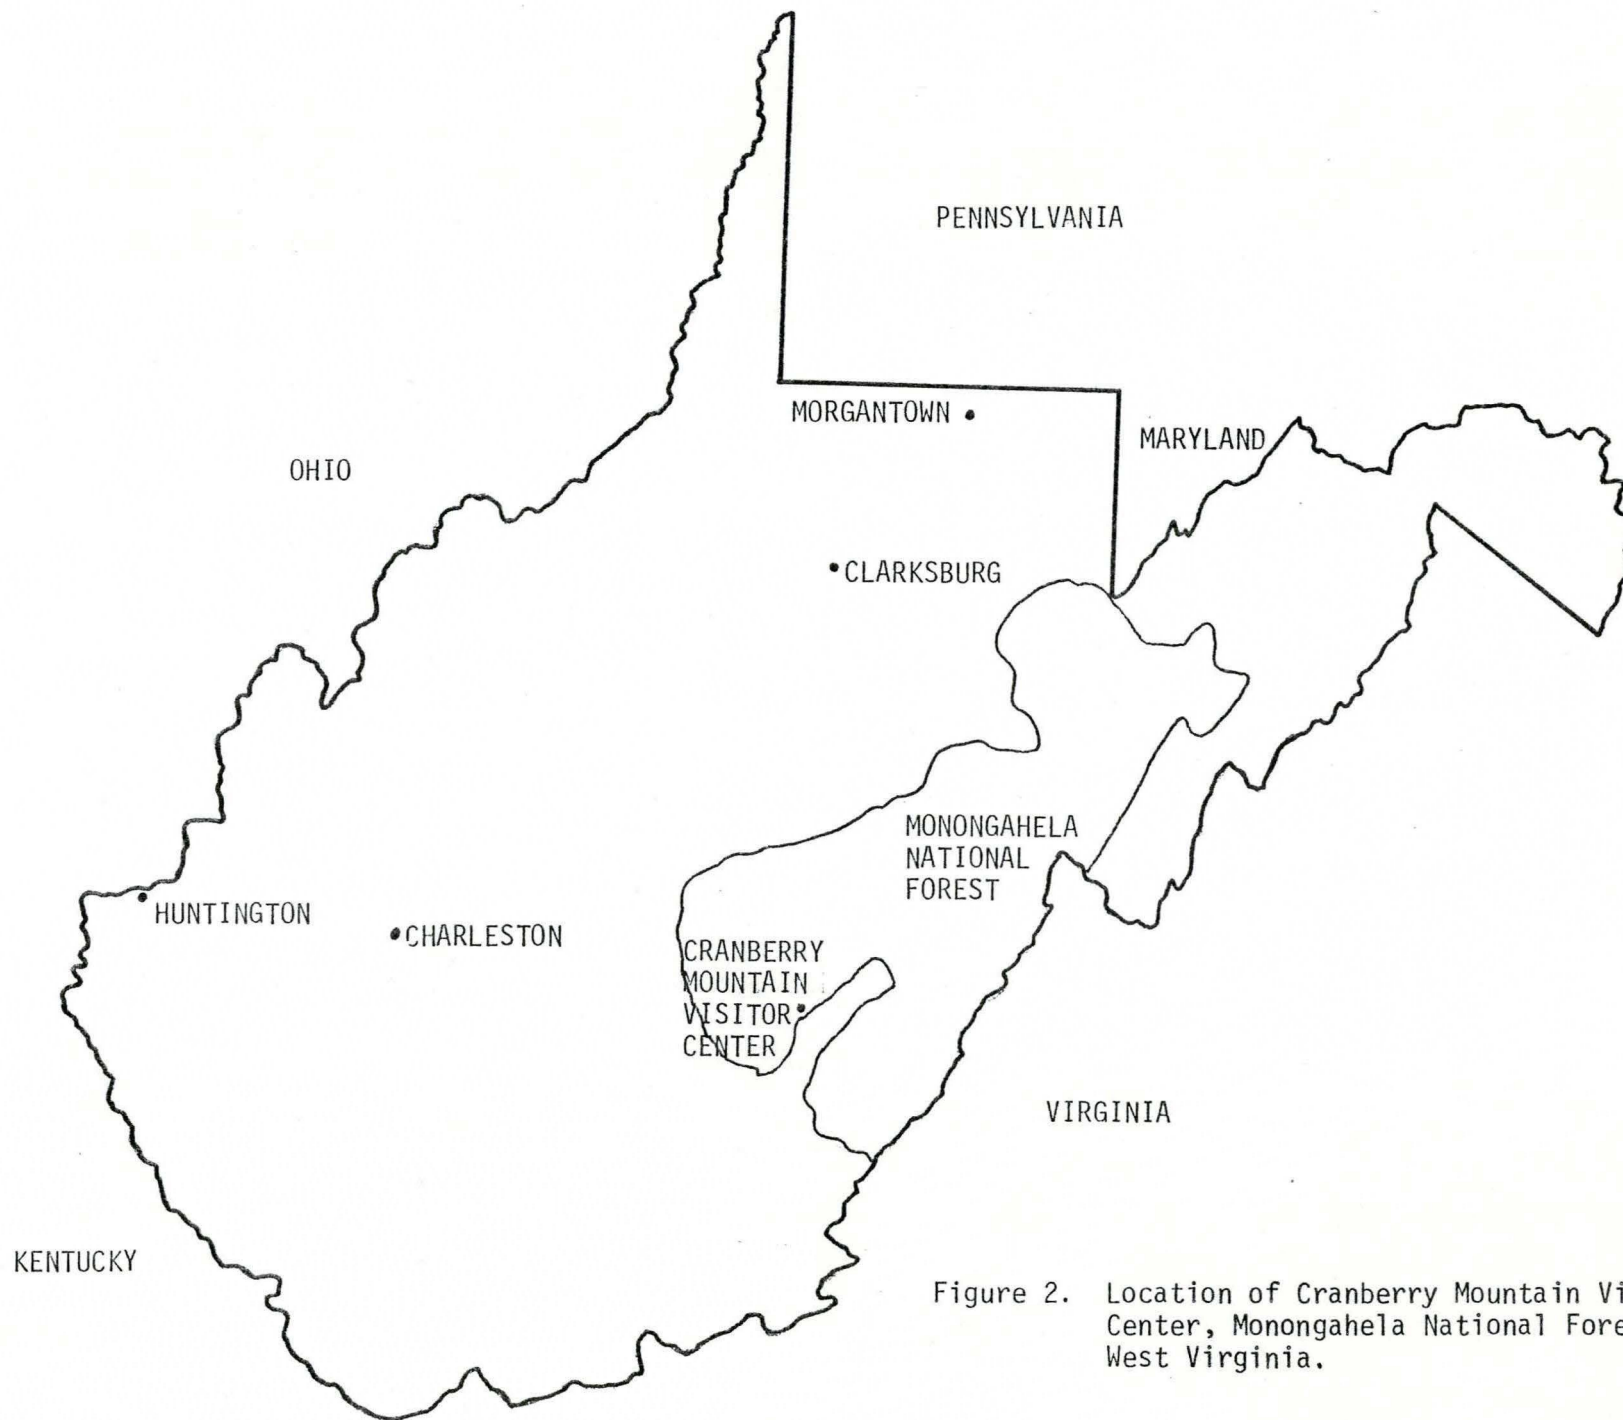 PENNSYLVANIA
MORGANTOWN
MARYLAND
OHIO
CLARKSBURG
MONONGAHELA
NATIONAL
FOREST
HUNTINGTON
CHARLESTON
CRANBERRY
MOUNTAIN
VISITOR
CENTER
VIRGINIA
KENTUCKY
Figure 2. Location of Cranberry Mountain Vi
Center, Monongahela National Fore
West Virginia.